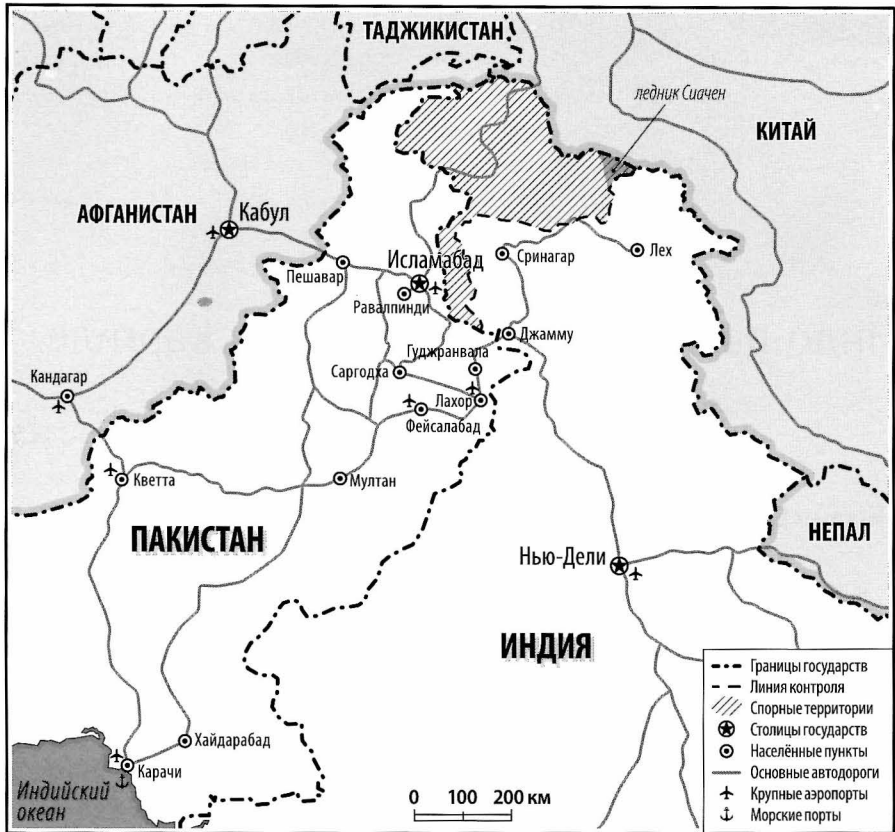 ТАДЖИКИСТАН
ледник Сиачен
КИТАЙ
АФГАНИСТАН
Кабул
Пешавар
Исламабад
Равалпинди
Сринагар
Лех
Джамму
Гуджранвала
Саргодха
Кандагар
Лахор
Фейсалабад
Кветта
Мултан
ПАКИСТАН
НЕПАЛ
Нью-Дели
ИНДИЯ
Хайдарабад
Карачи
Индийский
океан
0 100 200 км
Границы государств
Линия контроля
Спорные территории
Столицы государств
Населённые пункты
Основные автодороги
Крупные аэропорты
Морские порты